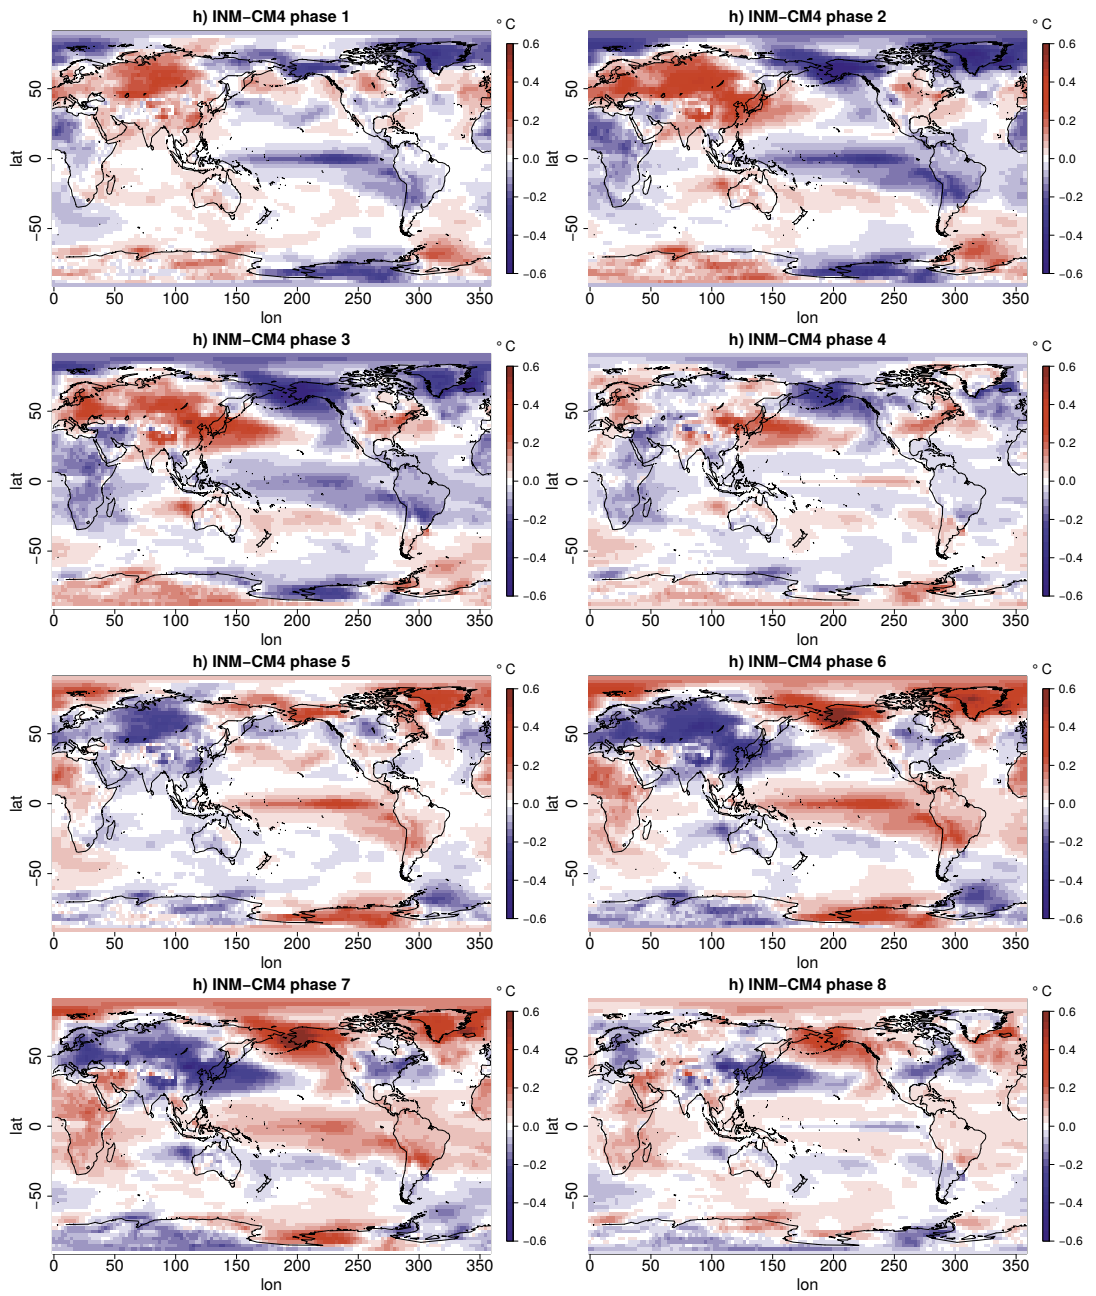 h) INM−CM4 phase 1
° C
lat
50
0
−50
0 50 100 150 200 250 300 350
lon
0.6
0.4
0.2
0.0
−0.2
−0.4
−0.6
h) INM−CM4 phase 2
° C
lat
50
0
−50
0 50 100 150 200 250 300 350
lon
0.6
0.4
0.2
0.0
−0.2
−0.4
−0.6
h) INM−CM4 phase 3
° C
lat
50
0
−50
0 50 100 150 200 250 300 350
lon
0.6
0.4
0.2
0.0
−0.2
−0.4
−0.6
h) INM−CM4 phase 4
° C
lat
50
0
−50
0 50 100 150 200 250 300 350
lon
0.6
0.4
0.2
0.0
−0.2
−0.4
−0.6
h) INM−CM4 phase 5
° C
lat
50
0
−50
0 50 100 150 200 250 300 350
lon
0.6
0.4
0.2
0.0
−0.2
−0.4
−0.6
h) INM−CM4 phase 6
° C
lat
50
0
−50
0 50 100 150 200 250 300 350
lon
0.6
0.4
0.2
0.0
−0.2
−0.4
−0.6
h) INM−CM4 phase 7
° C
lat
50
0
−50
0 50 100 150 200 250 300 350
lon
0.6
0.4
0.2
0.0
−0.2
−0.4
−0.6
h) INM−CM4 phase 8
° C
lat
50
0
−50
0 50 100 150 200 250 300 350
lon
0.6
0.4
0.2
0.0
−0.2
−0.4
−0.6